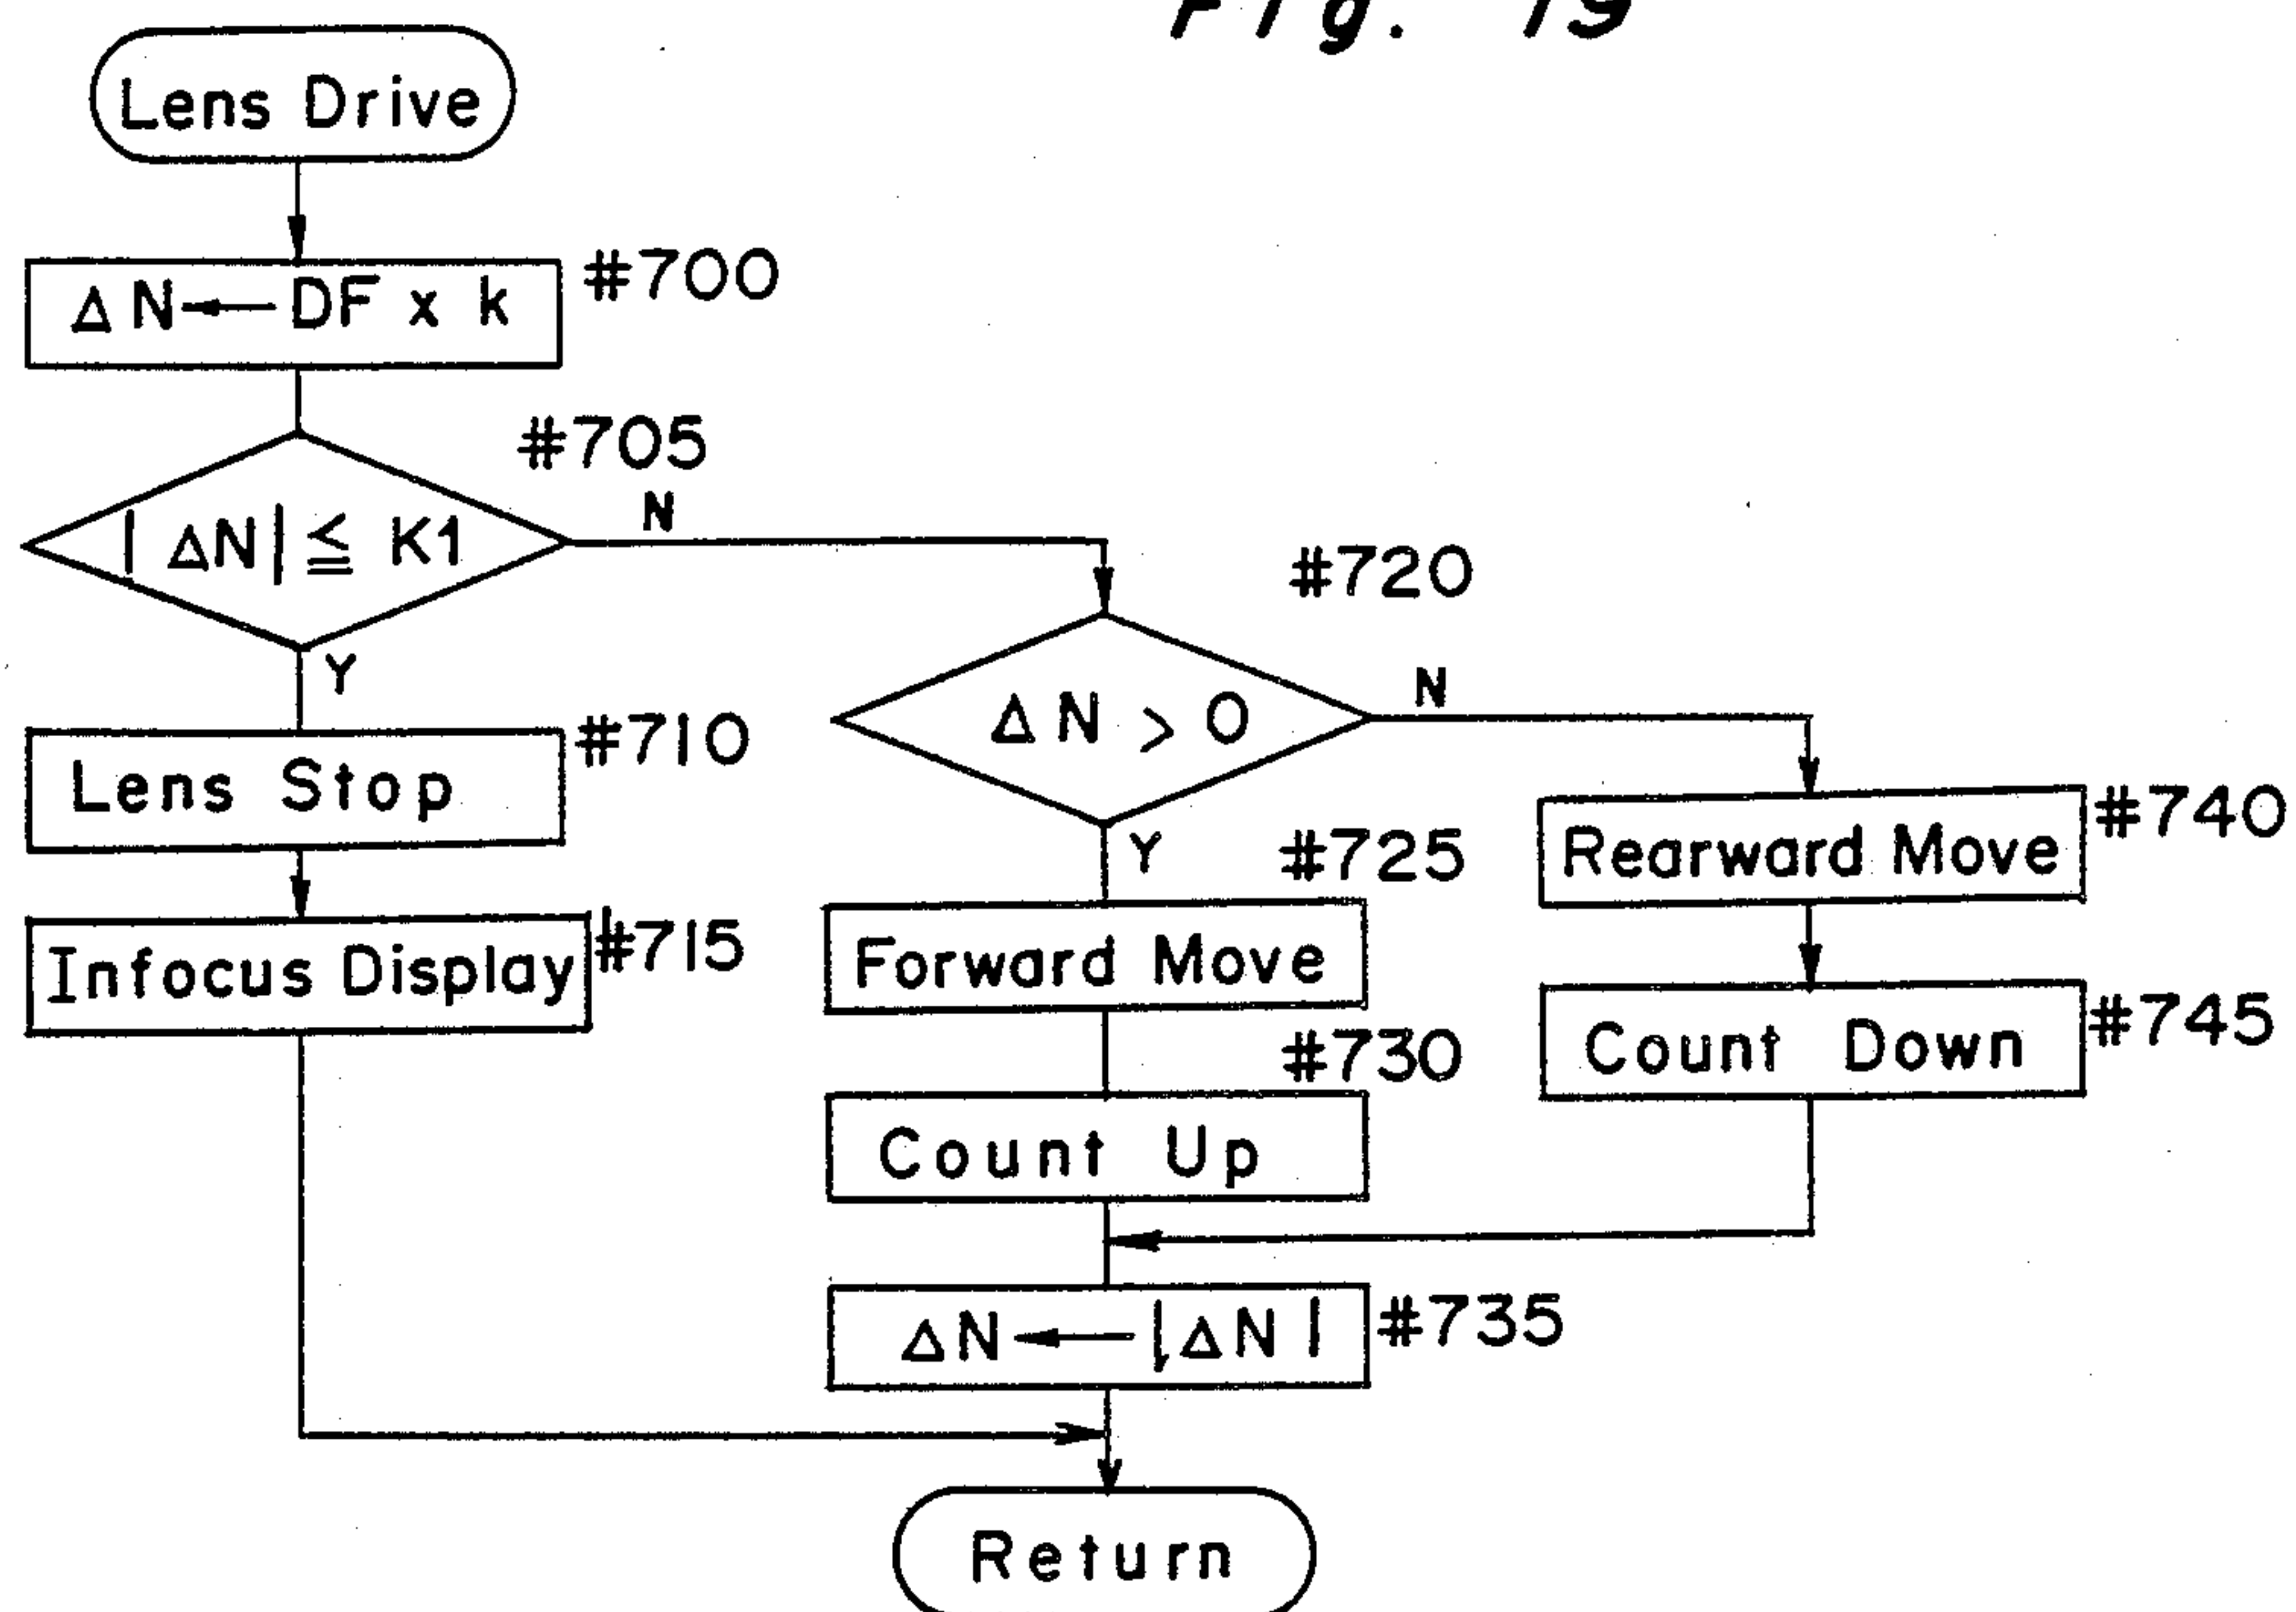 Fig. 19
Lens Drive
ΔN ← DF x k
#700
#705
| ΔN | ≦ K1
N
Y
#710
Lens Stop
#715
Infocus Display
#720
ΔN > 0
N
Y
#725
Forward Move
#730
Count Up
#740
Rearward Move
#745
Count Down
ΔN ← |ΔN|
#735
Return